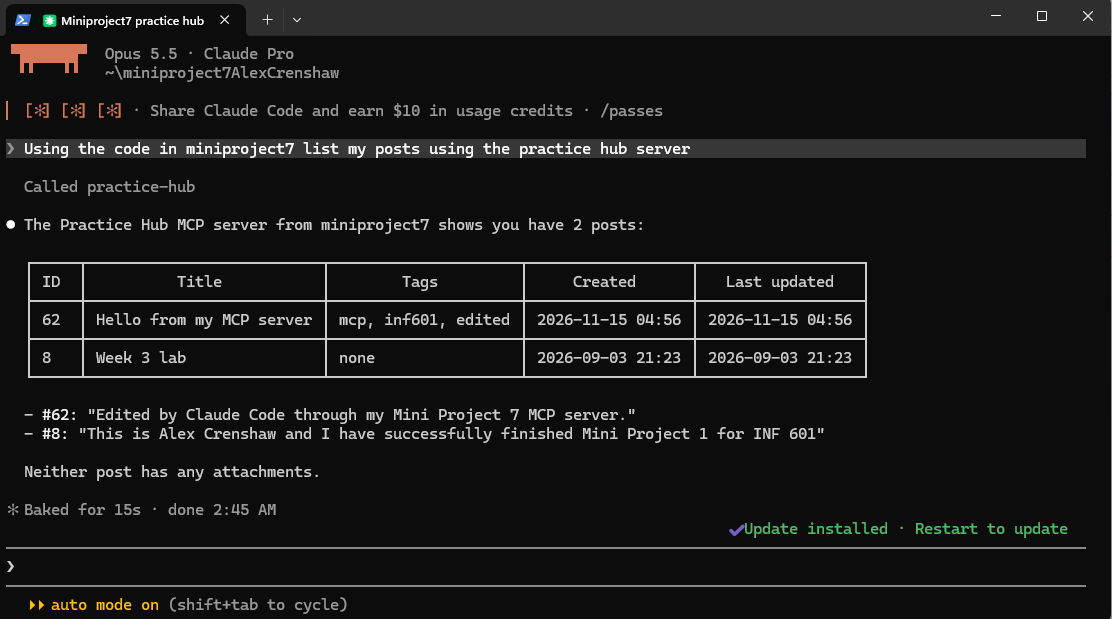 Miniproject7 practice hub
Opus 5.5 · Claude Pro
~\miniproject7AlexCrenshaw
[✻] [✻] [✻] · Share Claude Code and earn $10 in usage credits · /passes
❯ Using the code in miniproject7 list my posts using the practice hub server
Called practice-hub
● The Practice Hub MCP server from miniproject7 shows you have 2 posts:
ID Title Tags Created Last updated
62 Hello from my MCP server mcp, inf601, edited 2026-11-15 04:56 2026-11-15 04:56
8 Week 3 lab none 2026-09-03 21:23 2026-09-03 21:23
- #62: "Edited by Claude Code through my Mini Project 7 MCP server."
- #8: "This is Alex Crenshaw and I have successfully finished Mini Project 1 for INF 601"
Neither post has any attachments.
✻ Baked for 15s · done 2:45 AM
✔Update installed · Restart to update
❯
⏵⏵ auto mode on (shift+tab to cycle)